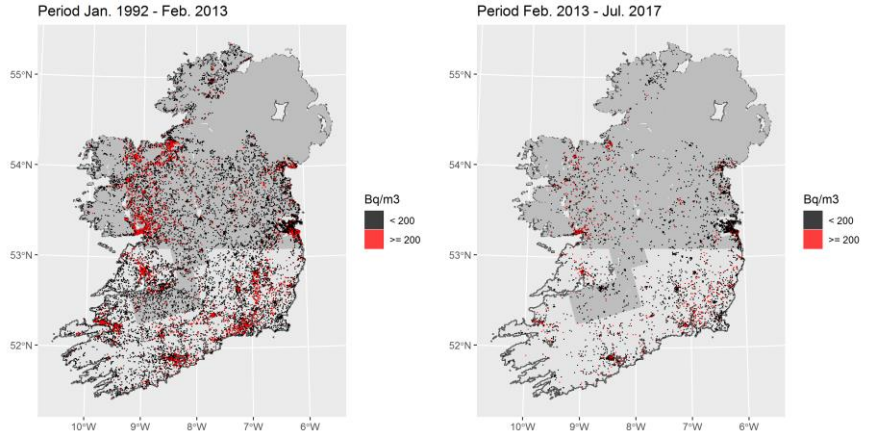 Period Jan. 1992 - Feb. 2013
55°N
54°N
53°N
52°N
10°W
9°W
8°W
7°W
6°W
Bq/m3
< 200
>= 200
Period Feb. 2013 - Jul. 2017
55°N
54°N
53°N
52°N
10°W
9°W
8°W
7°W
6°W
Bq/m3
< 200
>= 200